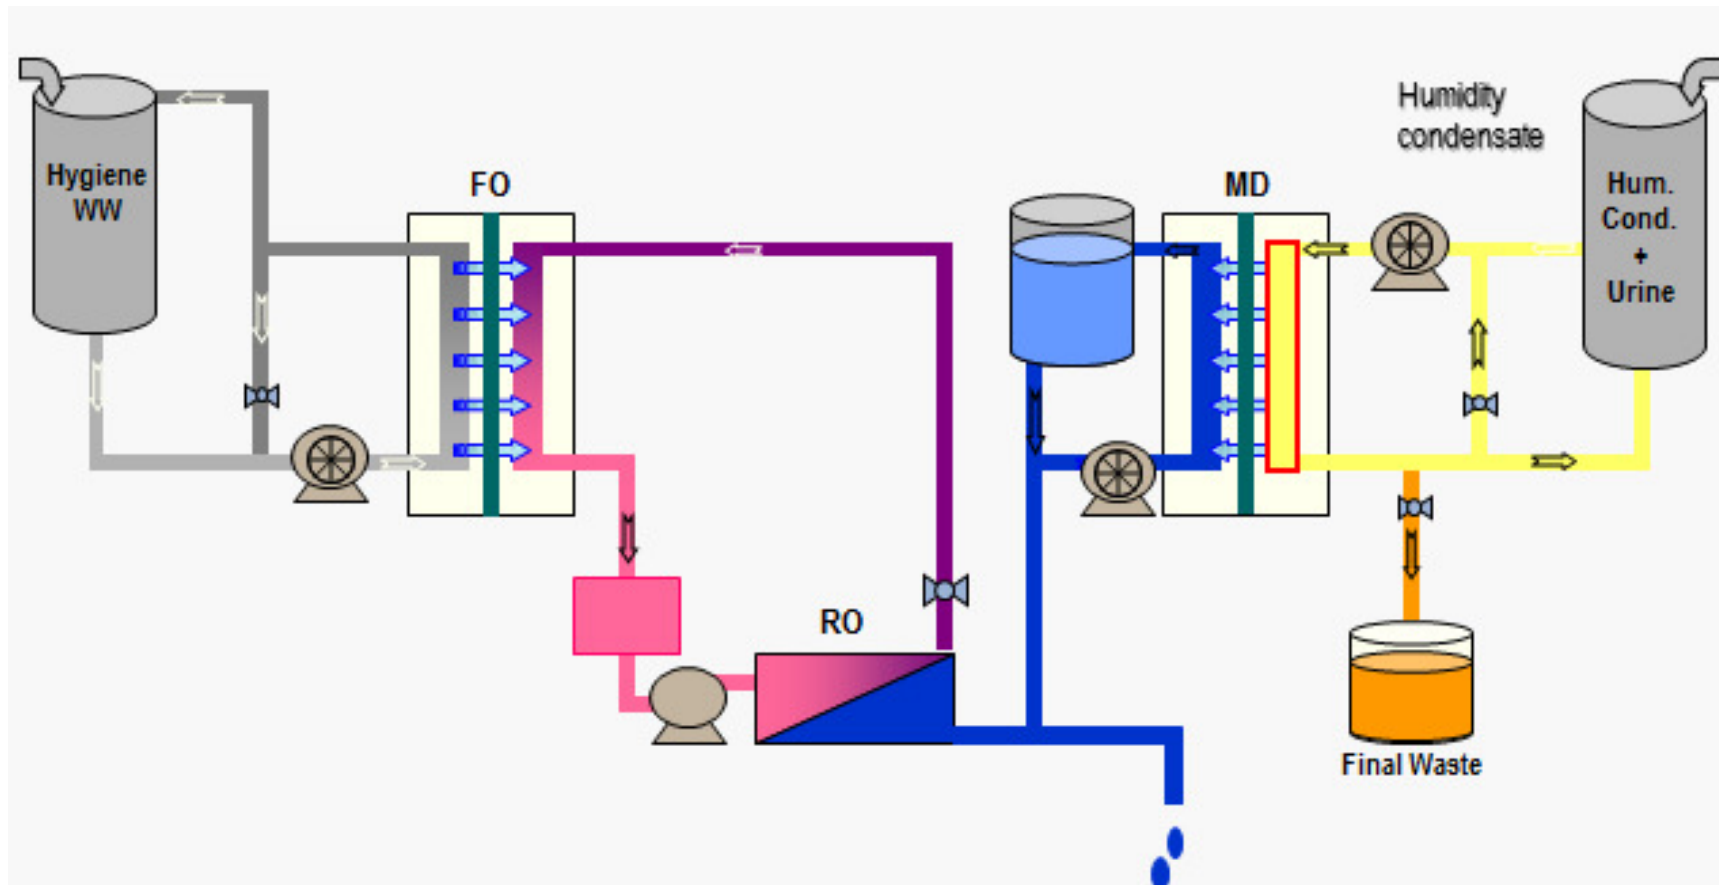 Hygiene
WW
FO
RO
MD
Humidity
condensate
Hum.
Cond.
+
Urine
Final Waste